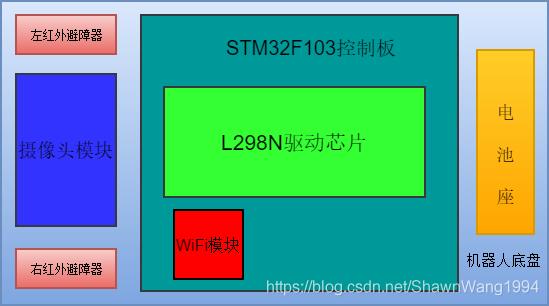 左红外避障器
STM32F103控制板
摄像头模块
L298N驱动芯片
电
池
座
WiFi模块
右红外避障器
机器人底盘
https://blog.csdn.net/ShawnWang1994